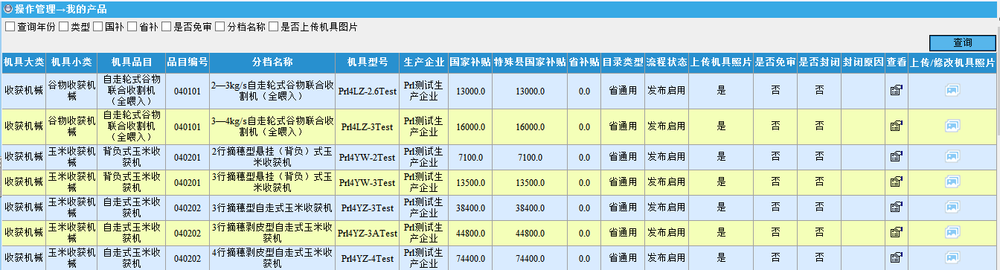 操作管理→我的产品
查询年份 类型 国补 省补 是否免审 分档名称 是否上传机具图片
查询
机具大类 机具小类 机具品目 品目编号 分档名称 机具型号 生产企业 国家补贴 特殊县国家补贴 省补贴 目录类型 流程状态 上传机具照片 是否免审 是否封闭 封闭原因 查看 上传/修改机具照片
收获机械 谷物收获机械 自走轮式谷物联合收割机（全喂入） 040101 2—3kg/s自走轮式谷物联合收割机（全喂入） Prl4LZ-2.6Test Prl测试生产企业 13000.0 13000.0 0.0 省通用 发布启用 是 否 否
收获机械 谷物收获机械 自走轮式谷物联合收割机（全喂入） 040101 3—4kg/s自走轮式谷物联合收割机（全喂入） Prl4LZ-3Test Prl测试生产企业 16000.0 16000.0 0.0 省通用 发布启用 是 否 否
收获机械 玉米收获机械 背负式玉米收获机 040201 2行摘穗型悬挂（背负）式玉米收获机 Prl4YW-2Test Prl测试生产企业 7100.0 7100.0 0.0 省通用 发布启用 是 否 否
收获机械 玉米收获机械 背负式玉米收获机 040201 3行摘穗型悬挂（背负）式玉米收获机 Prl4YW-3Test Prl测试生产企业 13500.0 13500.0 0.0 省通用 发布启用 是 否 否
收获机械 玉米收获机械 自走式玉米收获机 040202 3行摘穗型自走式玉米收获机 Prl4YZ-3Test Prl测试生产企业 38400.0 38400.0 0.0 省通用 发布启用 是 否 否
收获机械 玉米收获机械 自走式玉米收获机 040202 3行摘穗剥皮型自走式玉米收获机 Prl4YZ-3ATest Prl测试生产企业 44800.0 44800.0 0.0 省通用 发布启用 是 否 否
收获机械 玉米收获机械 自走式玉米收获机 040202 4行摘穗剥皮型自走式玉米收获机 Prl4YZ-4Test Prl测试生产企业 74400.0 74400.0 0.0 省通用 发布启用 是 否 否